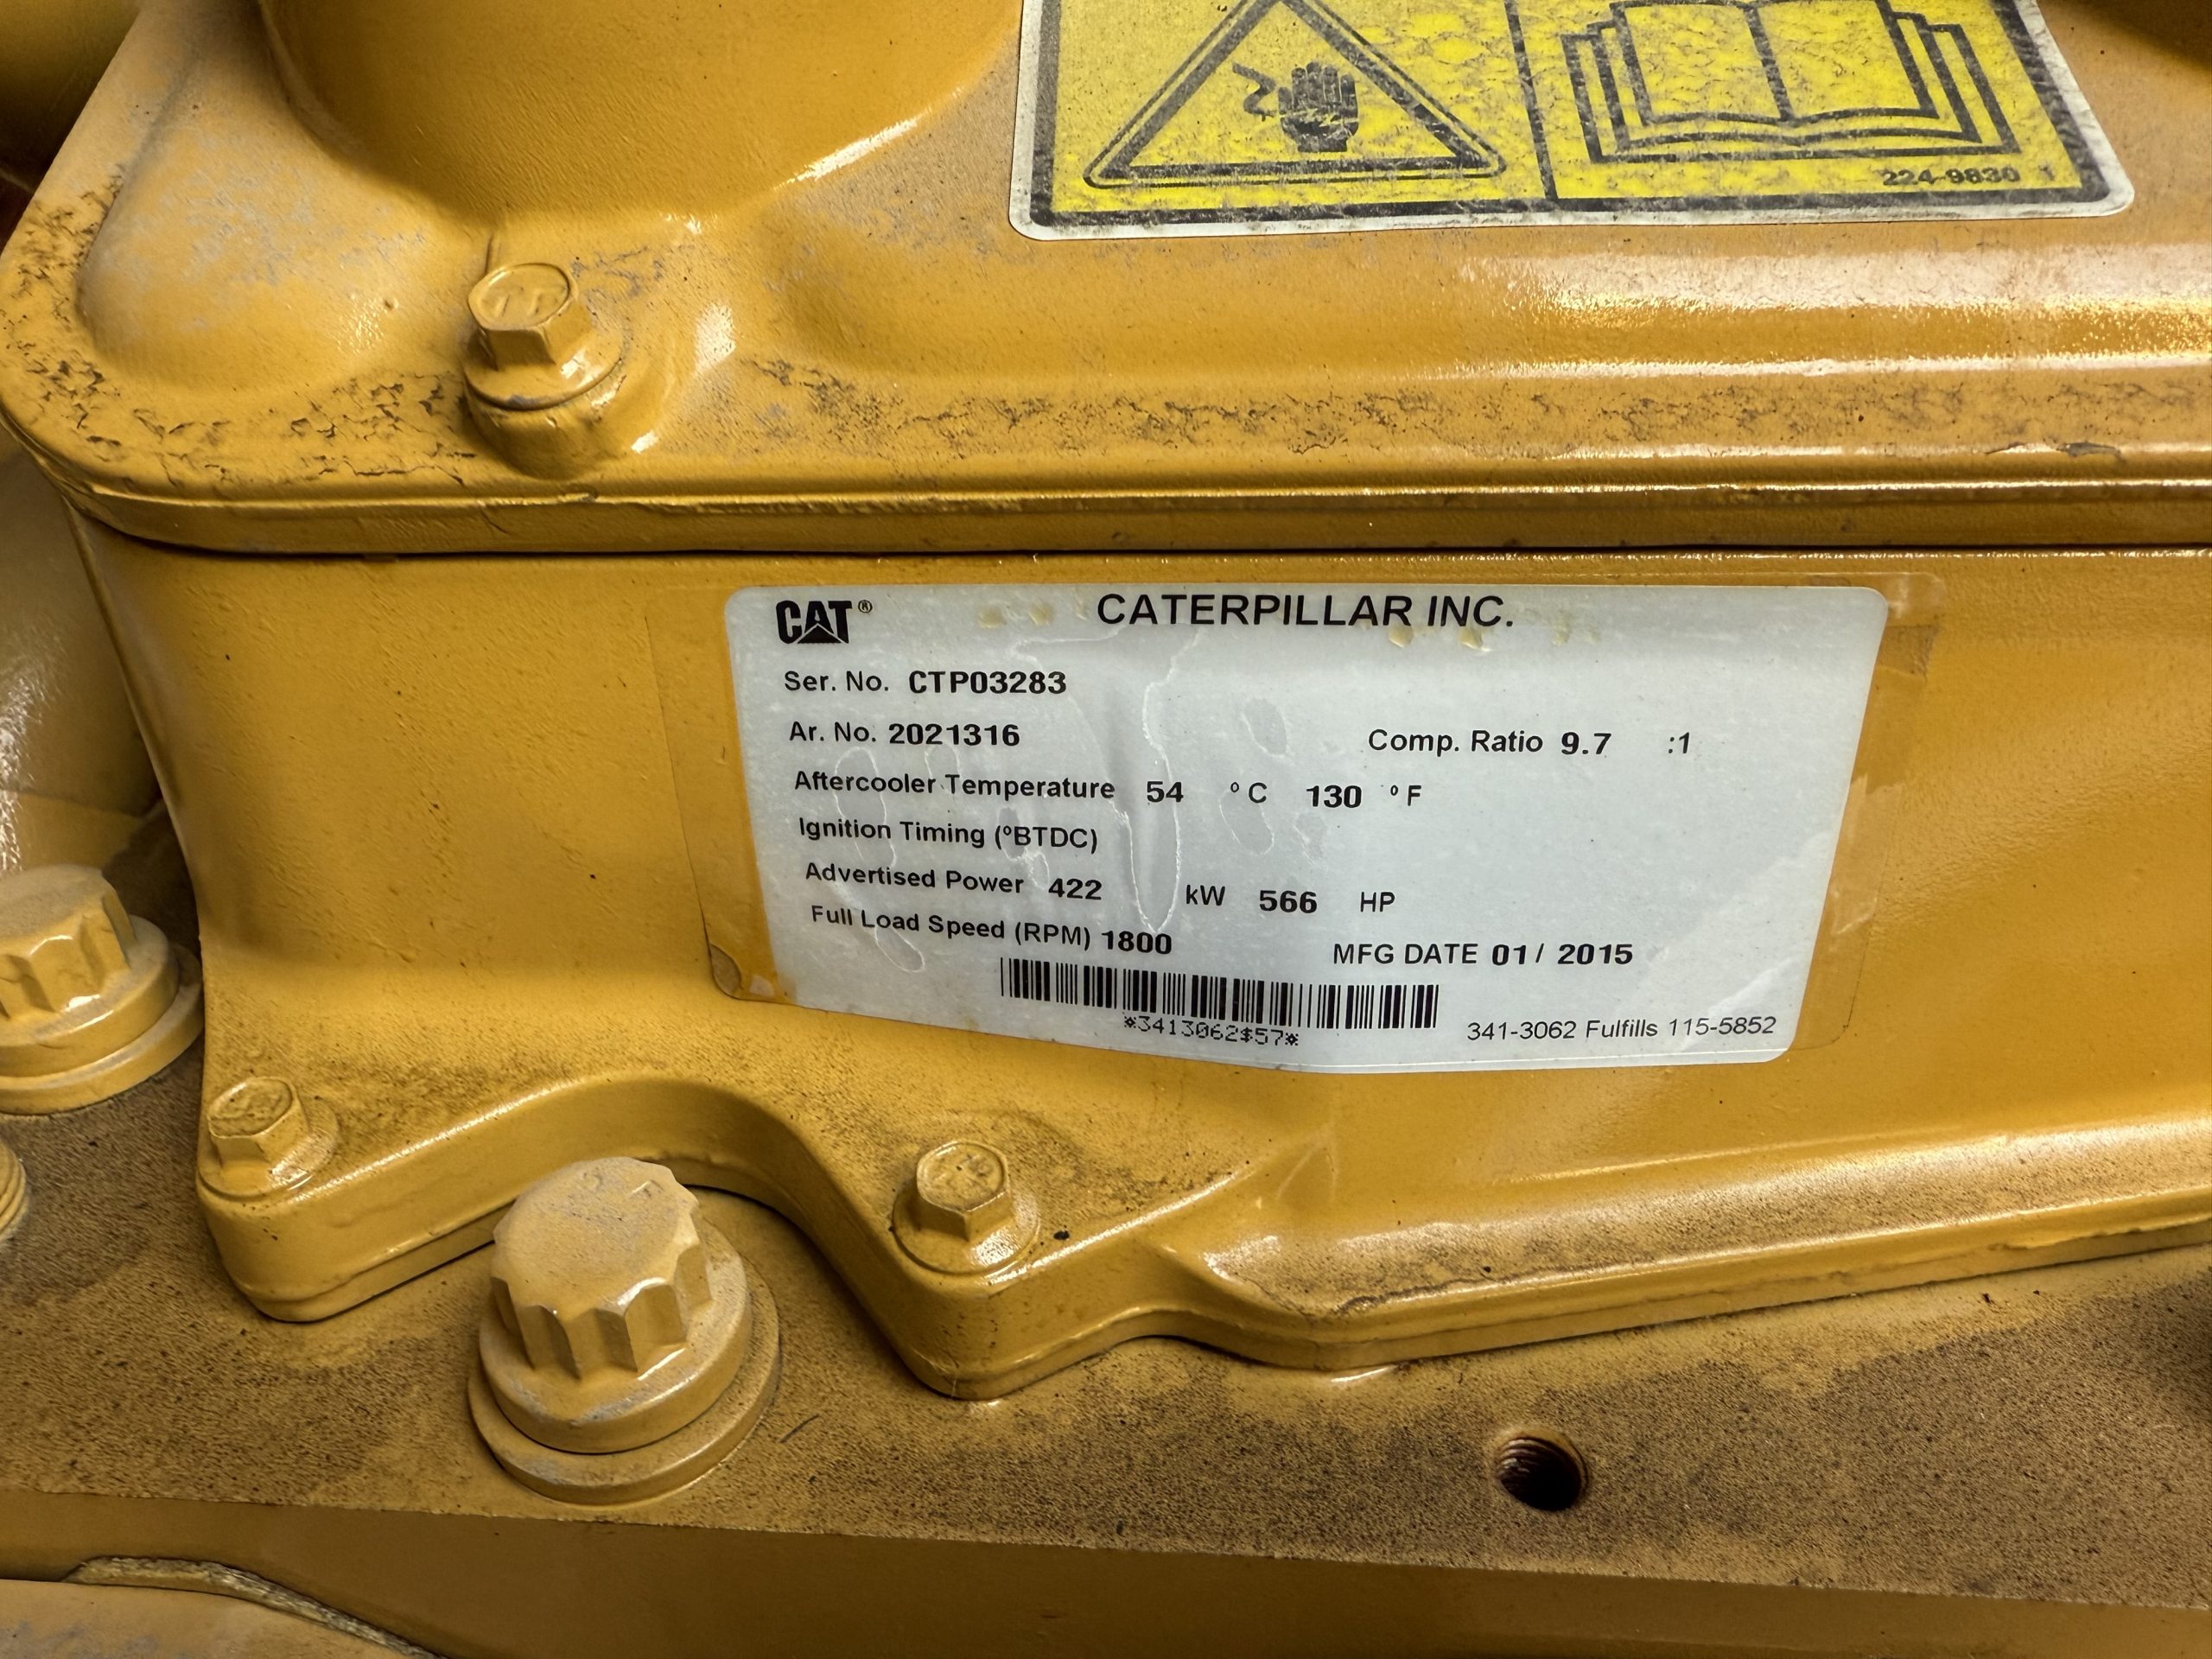 224-9830 1
CAT® CATERPILLAR INC.
Ser. No. CTP03283
Ar. No. 2021316 Comp. Ratio 9.7 :1
Aftercooler Temperature 54 °C 130 °F
Ignition Timing (°BTDC)
Advertised Power 422 kW 566 HP
Full Load Speed (RPM) 1800 MFG DATE 01/ 2015
*3413062$57* 341-3062 Fulfills 115-5852